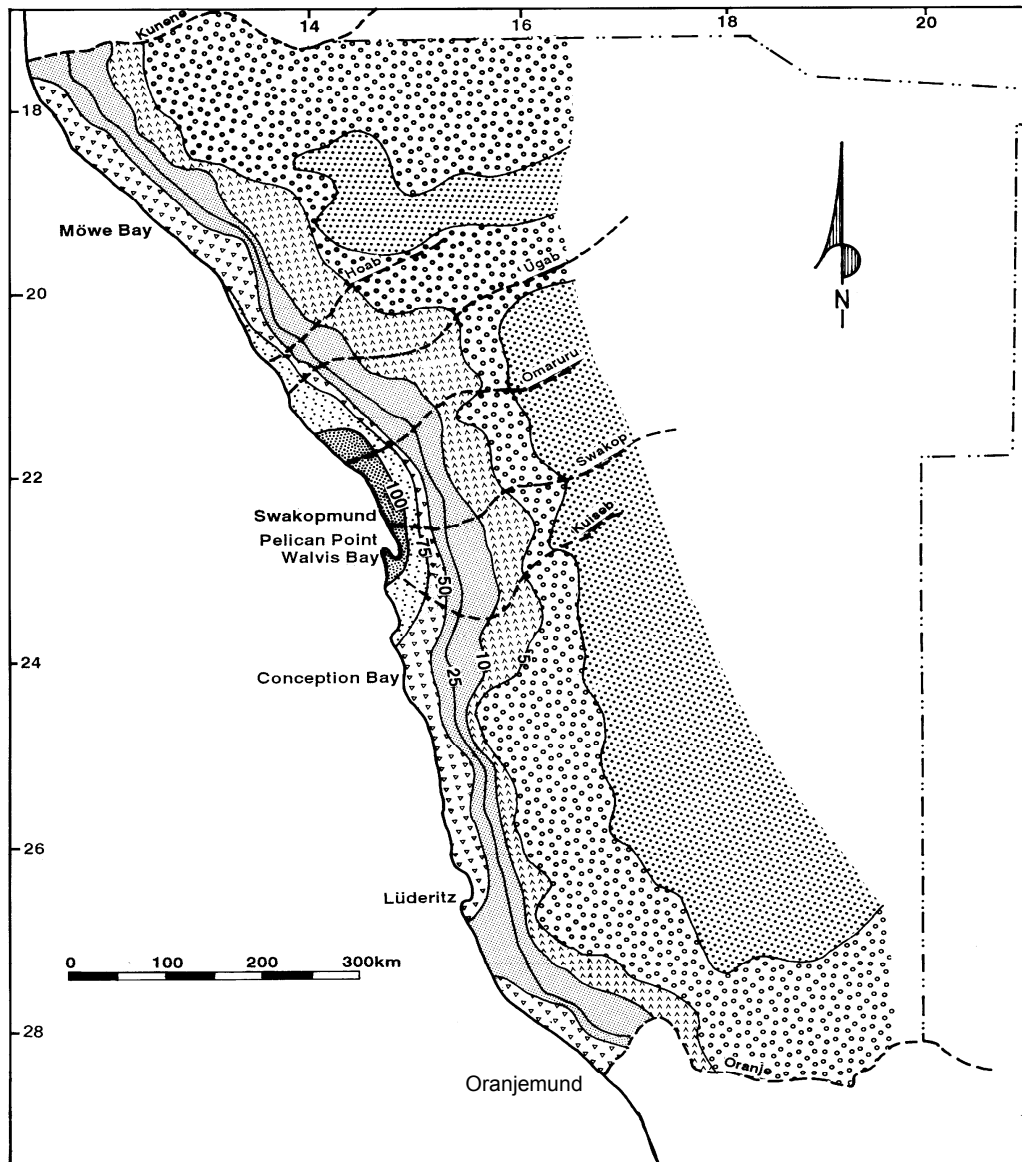 14
16
18
20
Kunene
18
Möwe Bay
Hoab
Ugab
20
N
Omaruru
Swakop
22
100
Swakopmund
Kuiseb
Pelican Point
75
Walvis Bay
50
10
5
24
Conception Bay
25
26
Lüderitz
0 100 200 300km
28
Oranje
Oranjemund